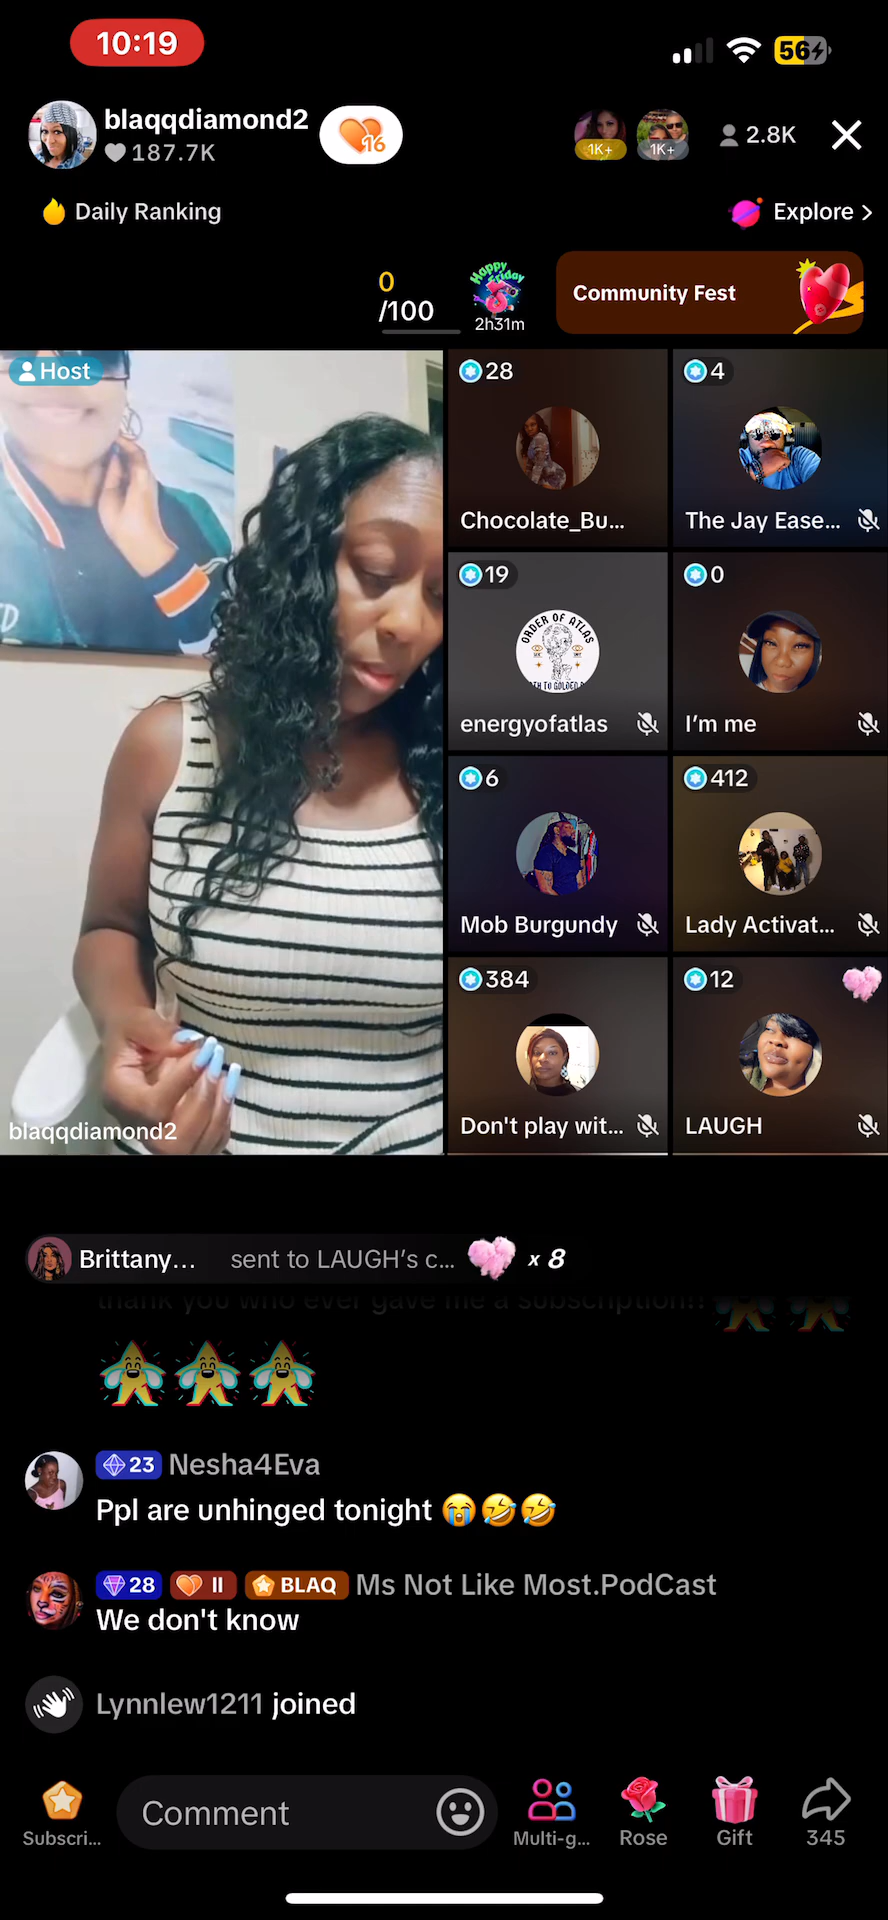 10:19
56
blaqqdiamond2
187.7K
16
1K+
1K+
2.8K
Daily Ranking
Explore >
0
/100
Happy Friday
2h31m
Community Fest
Host
28
Chocolate_Bu...
4
The Jay Ease...
19
ORDER OF ATLAS
energyofatlas
0
I'm me
6
Mob Burgundy
412
Lady Activat...
384
Don't play wit...
12
LAUGH
blaqqdiamond2
Brittany... sent to LAUGH's c... x 8
thank you who ever gave me a subscription!!
23 Nesha4Eva
Ppl are unhinged tonight 😭🤣🤣
28 II BLAQ Ms Not Like Most.PodCast
We don't know
Lynnlew1211 joined
Subscri...
Comment
Multi-g...
Rose
Gift
345